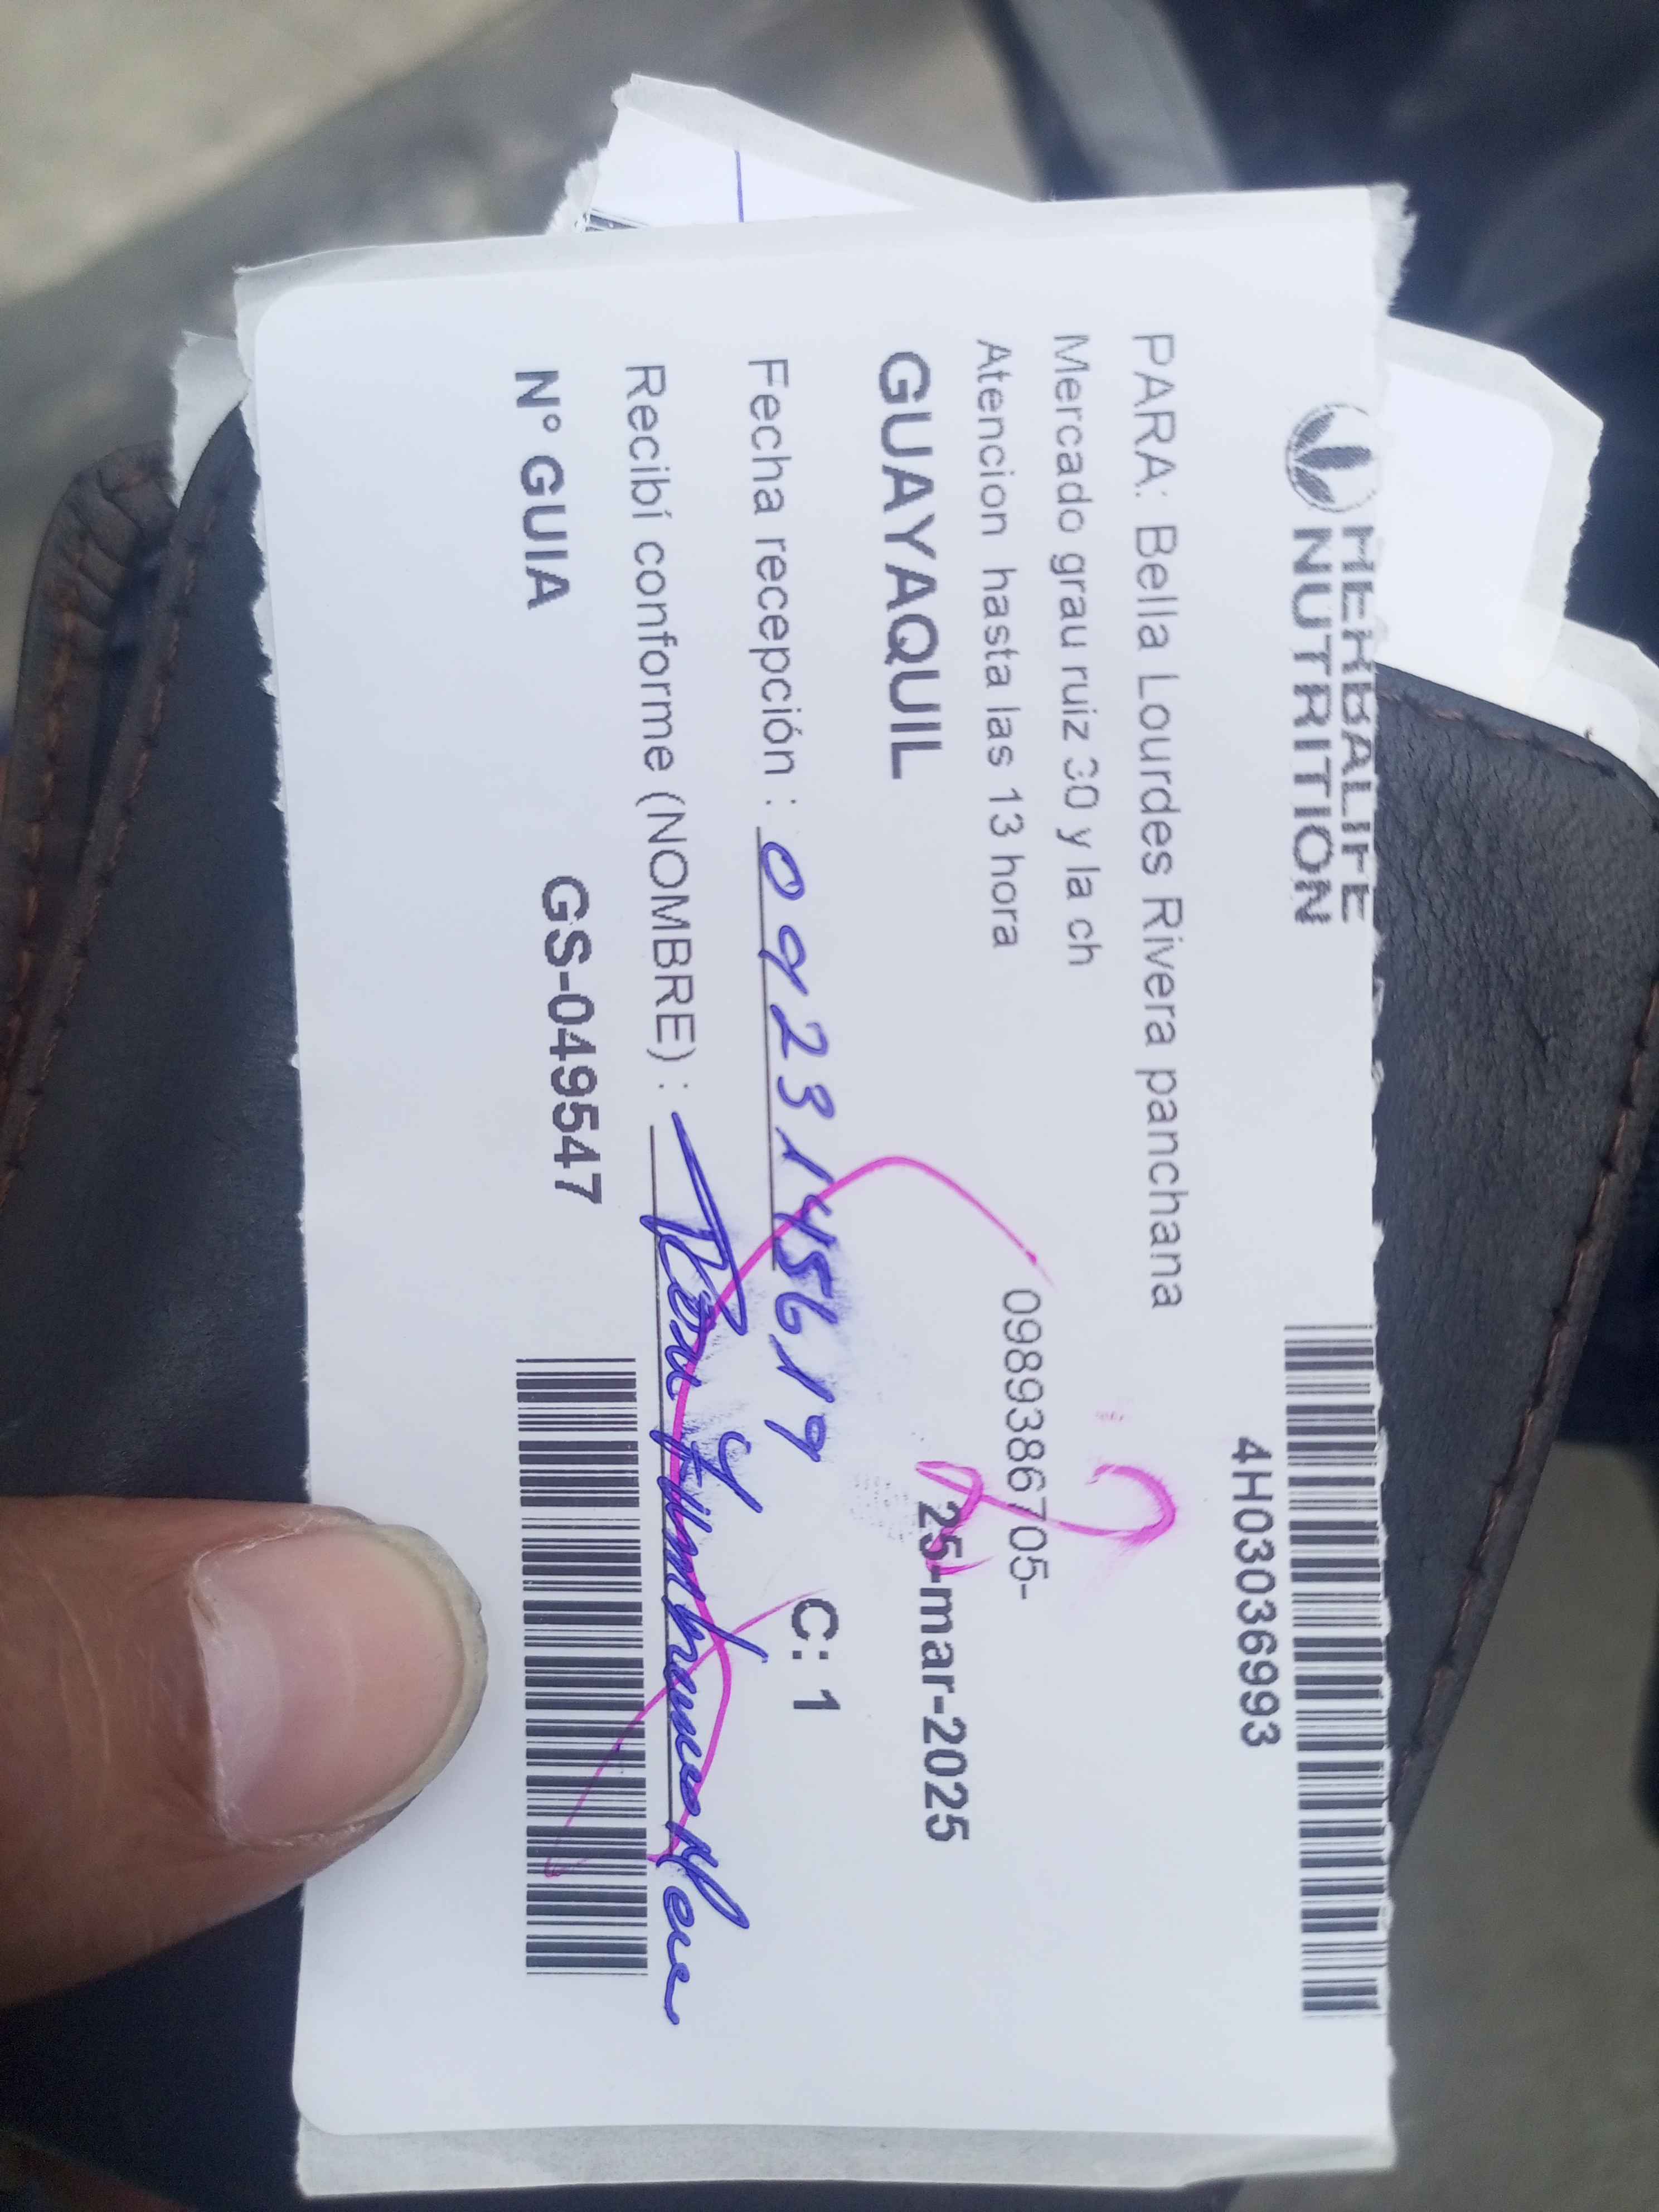 HERBALIFE
NUTRITION
4H03036993
PARA: Bella Lourdes Rivera panchana
Mercado grau ruiz 30 y la ch
Atencion hasta las 13 hora
0989386705-
GUAYAQUIL
25-mar-2025
Fecha recepción : 0923145619
C: 1
Recibí conforme (NOMBRE) :
N° GUIA
GS-049547